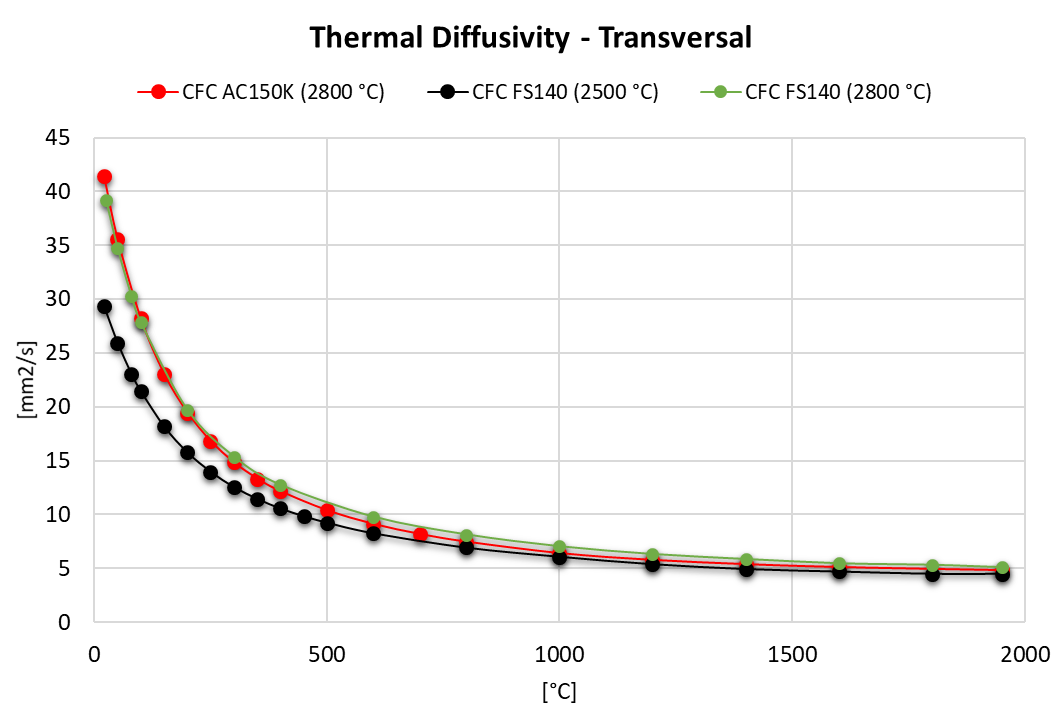 Thermal Diffusivity - Transversal
CFC AC150K (2800 °C) CFC FS140 (2500 °C) CFC FS140 (2800 °C)
45
40
35
30
25
20
15
10
5
0
[mm2/s]
0 500 1000 1500 2000
[°C]